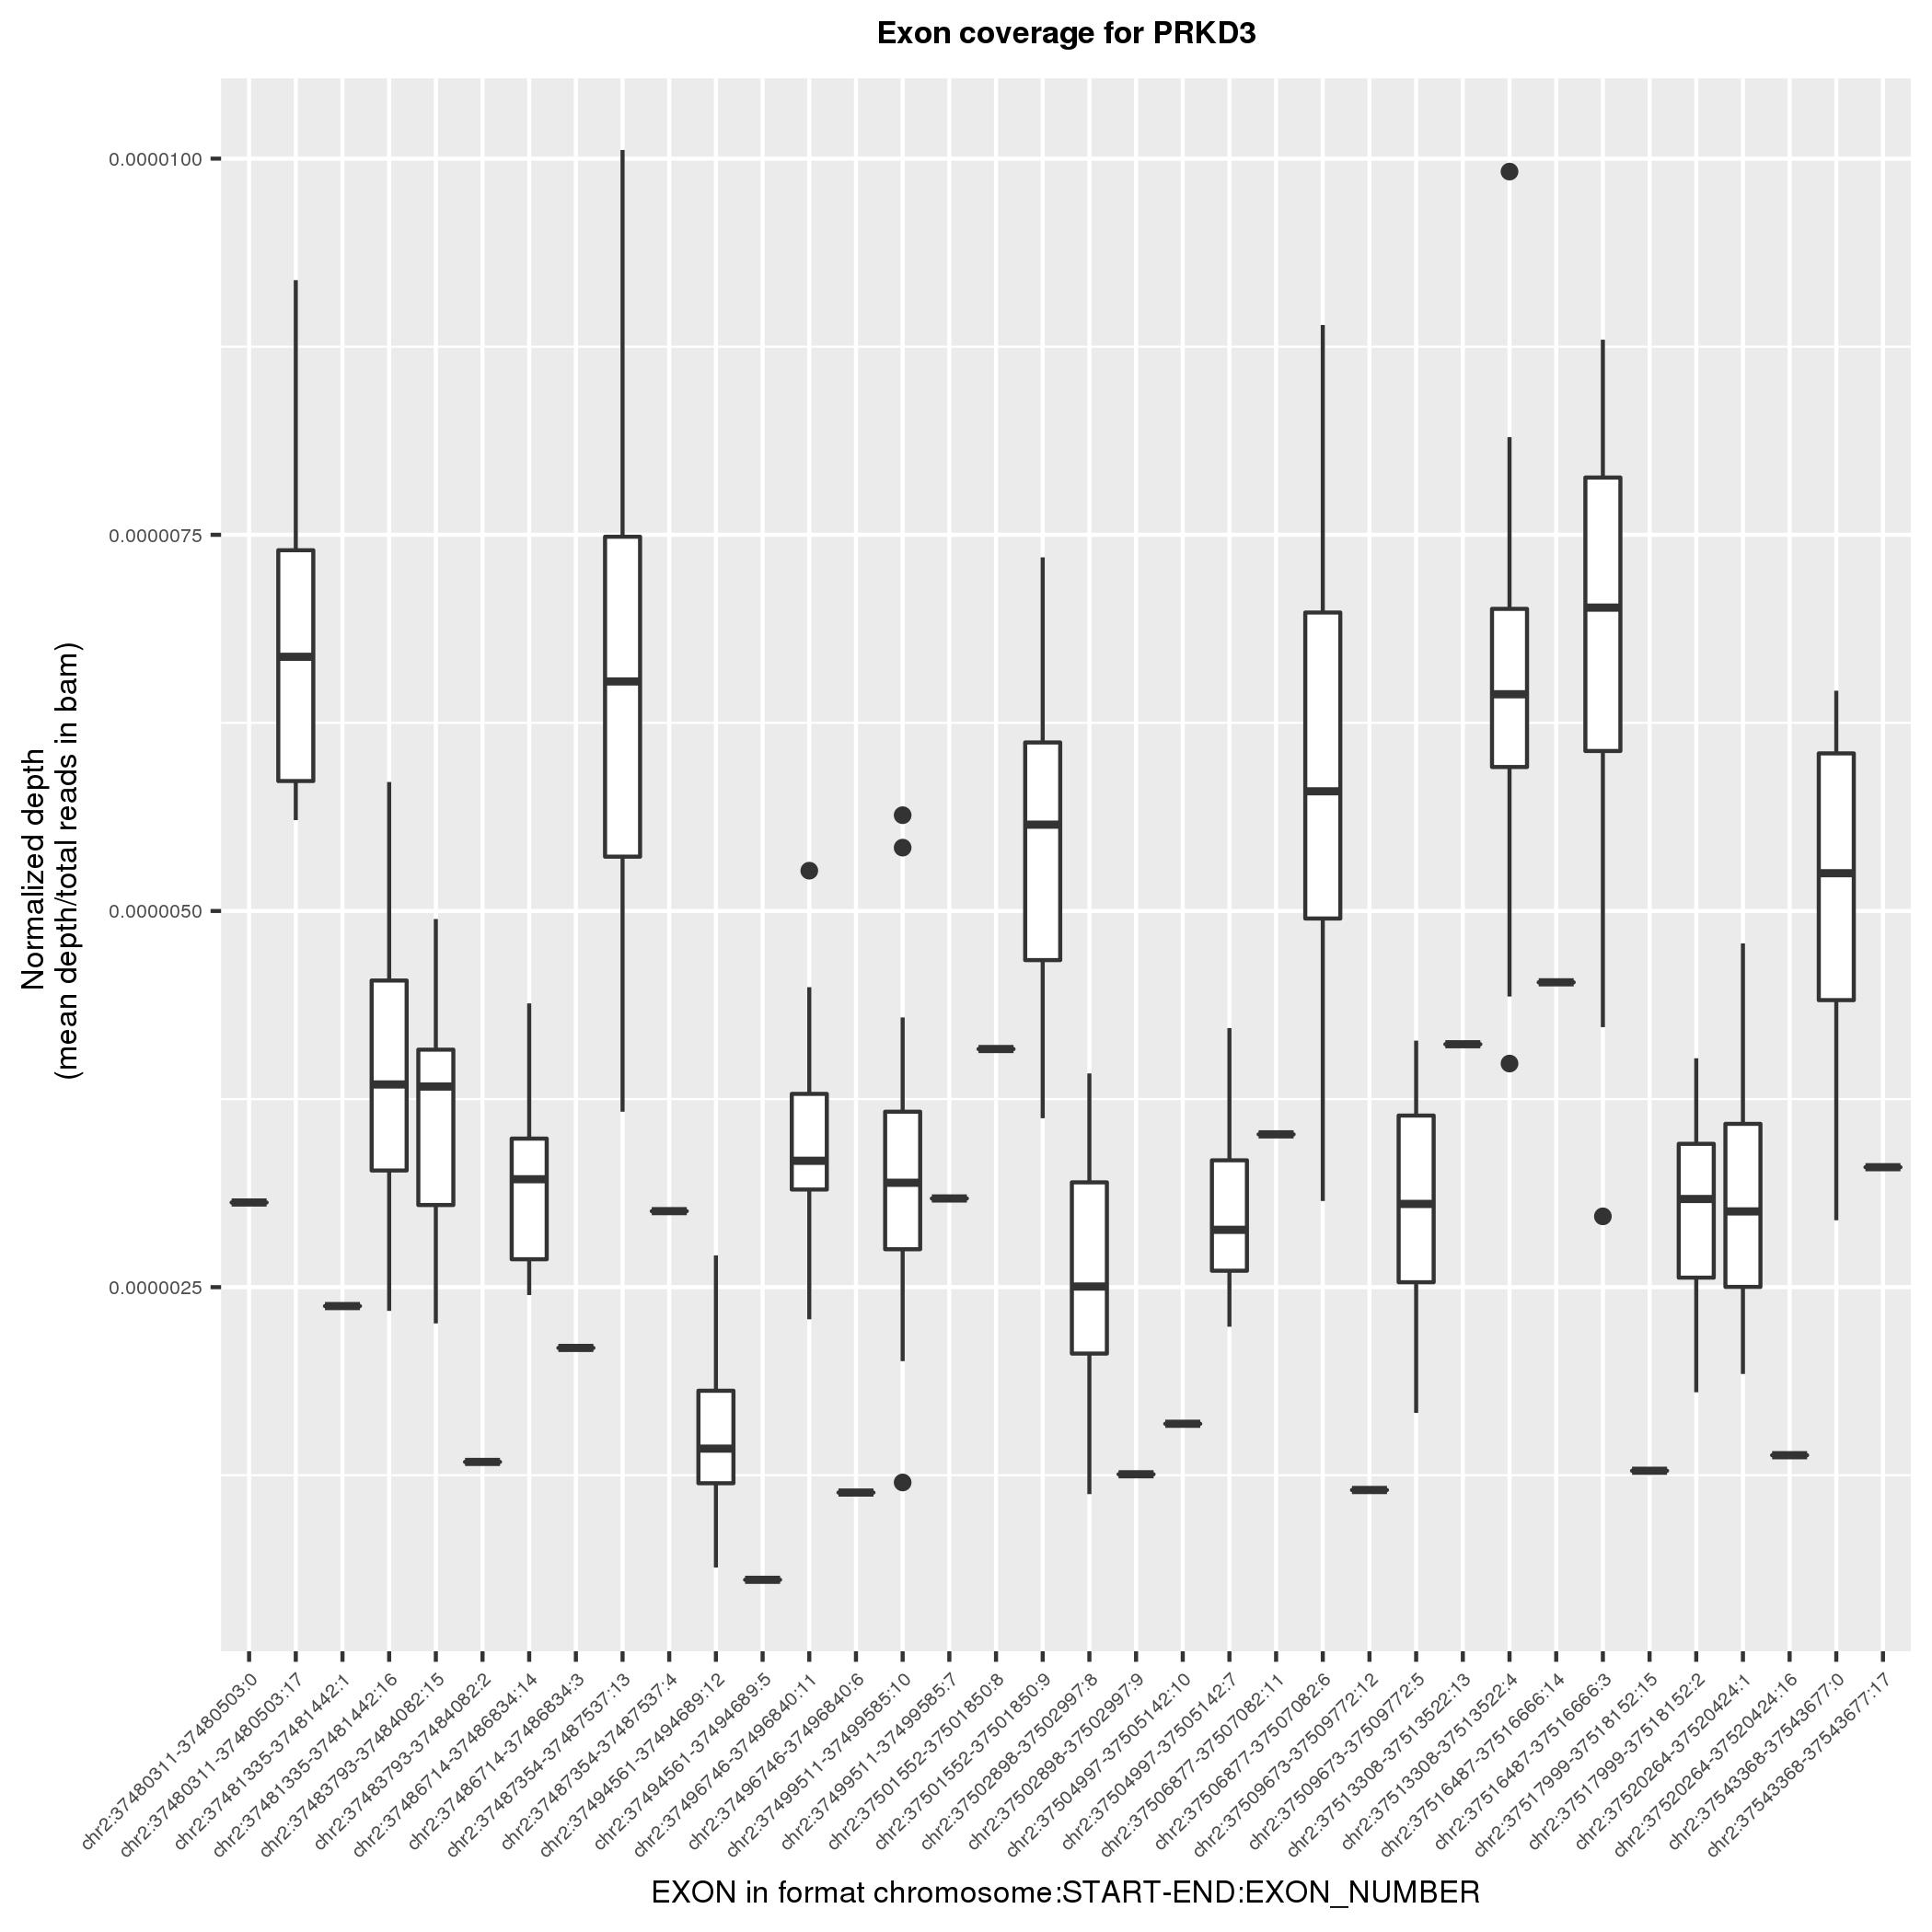 Exon coverage for PRKD3
0.0000100
0.0000075
0.0000050
0.0000025
Normalized depth
(mean depth/total reads in bam)
chr2:37480311-37480503:0
chr2:37480311-37480503:17
chr2:37481335-37481442:1
chr2:37481335-37481442:16
chr2:37483793-37484082:15
chr2:37483793-37484082:2
chr2:37486714-37486834:14
chr2:37486714-37486834:3
chr2:37487354-37487537:13
chr2:37487354-37487537:4
chr2:37494561-37494689:12
chr2:37494561-37494689:5
chr2:37496746-37496840:11
chr2:37496746-37496840:6
chr2:37499511-37499585:10
chr2:37499511-37499585:7
chr2:37501552-37501850:8
chr2:37501552-37501850:9
chr2:37502898-37502997:8
chr2:37502898-37502997:9
chr2:37504997-37505142:10
chr2:37504997-37505142:7
chr2:37506877-37507082:11
chr2:37506877-37507082:6
chr2:37509673-37509772:12
chr2:37509673-37509772:5
chr2:37513308-37513522:13
chr2:37513308-37513522:4
chr2:37516487-37516666:14
chr2:37516487-37516666:3
chr2:37517999-37518152:15
chr2:37517999-37518152:2
chr2:37520264-37520424:1
chr2:37520264-37520424:16
chr2:37543368-37543677:0
chr2:37543368-37543677:17
EXON in format chromosome:START-END:EXON_NUMBER